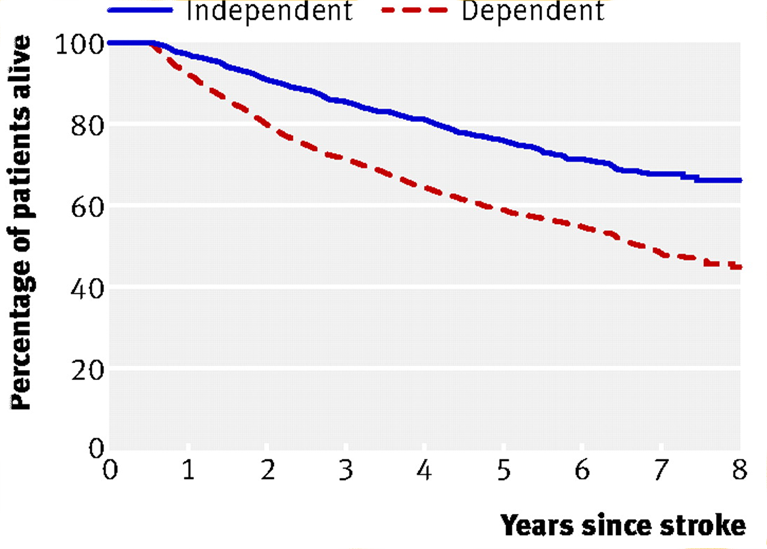 Independent Dependent
Percentage of patients alive
100
80
60
40
20
0
0 1 2 3 4 5 6 7 8
Years since stroke